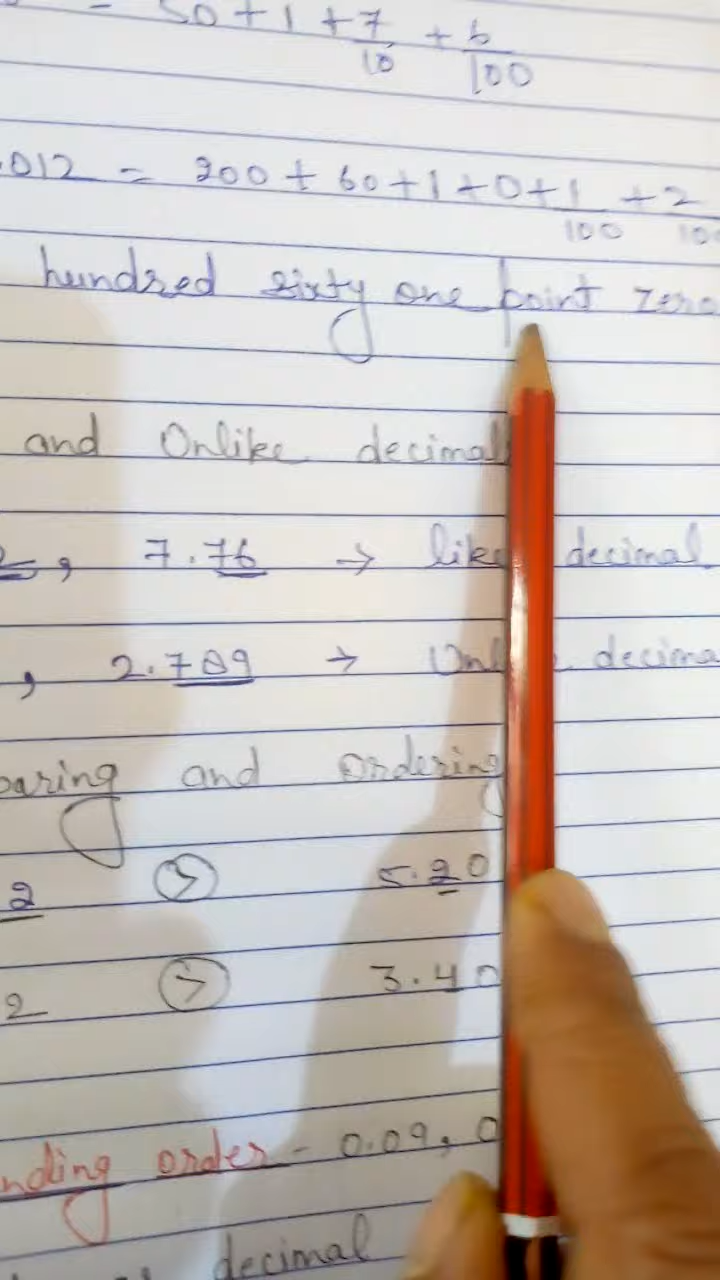 = 50 + 1 + 7/10 + 6/100
.012 = 200 + 60 + 1 + 0 + 1/100 + 2
hundred sixty one point zero
and Unlike decimal
, 7.76 → like decimal
, 2.789 → decima
paring and Ordering
2 > 5.20
2 > 3.40
nding order - 0.09, 0
decimal